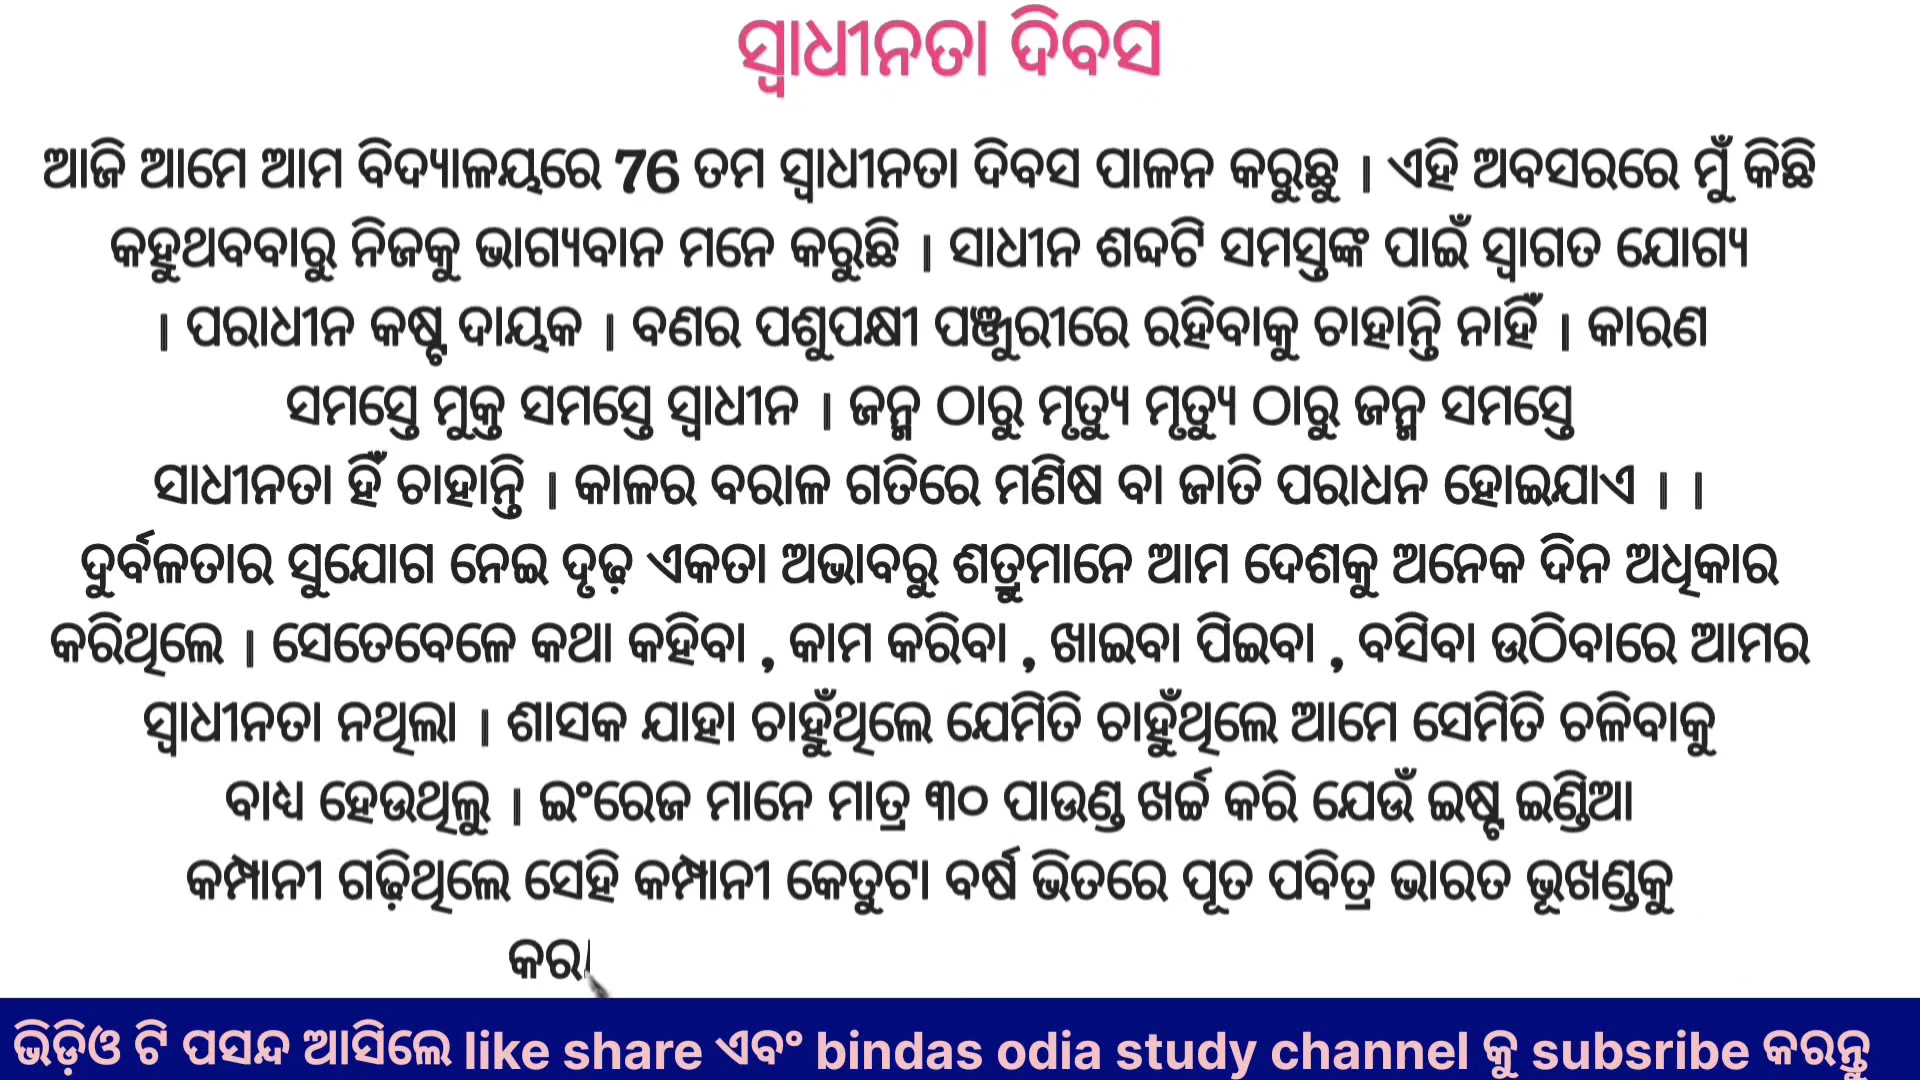 ସ୍ୱାଧୀନତା ଦିବସ
ଆଜି ଆମେ ଆମ ବିଦ୍ୟାଳୟରେ 76 ତମ ସ୍ୱାଧୀନତା ଦିବସ ପାଳନ କରୁଛୁ । ଏହି ଅବସରରେ ମୁଁ କିଛି
କହୁଥବବାରୁ ନିଜକୁ ଭାଗ୍ୟବାନ ମନେ କରୁଛି । ସାଧୀନ ଶବ୍ଦଟି ସମସ୍ତଙ୍କ ପାଇଁ ସ୍ୱାଗତ ଯୋଗ୍ୟ
। ପରାଧୀନ କଷ୍ଟ ଦାୟକ । ବଣର ପଶୁପକ୍ଷୀ ପଞ୍ଜୁରୀରେ ରହିବାକୁ ଚାହାନ୍ତି ନାହିଁ । କାରଣ
ସମସ୍ତେ ମୁକ୍ତ ସମସ୍ତେ ସ୍ୱାଧୀନ । ଜନ୍ମ ଠାରୁ ମୃତ୍ୟୁ ମୃତ୍ୟୁ ଠାରୁ ଜନ୍ମ ସମସ୍ତେ
ସାଧୀନତା ହିଁ ଚାହାନ୍ତି । କାଳର ବରାଳ ଗତିରେ ମଣିଷ ବା ଜାତି ପରାଧନ ହୋଇଯାଏ । ।
ଦୁର୍ବଳତାର ସୁଯୋଗ ନେଇ ଦୃଢ଼ ଏକତା ଅଭାବରୁ ଶତ୍ରୁମାନେ ଆମ ଦେଶକୁ ଅନେକ ଦିନ ଅଧିକାର
କରିଥିଲେ । ସେତେବେଳେ କଥା କହିବା , କାମ କରିବା , ଖାଇବା ପିଇବା , ବସିବା ଉଠିବାରେ ଆମର
ସ୍ୱାଧୀନତା ନଥିଲା । ଶାସକ ଯାହା ଚାହୁଁଥିଲେ ଯେମିତି ଚାହୁଁଥିଲେ ଆମେ ସେମିତି ଚଳିବାକୁ
ବାଧ୍ୟ ହେଉଥିଲୁ । ଇଂରେଜ ମାନେ ମାତ୍ର ୩୦ ପାଉଣ୍ଡ ଖର୍ଚ୍ଚ କରି ଯେଉଁ ଇଷ୍ଟ ଇଣ୍ଡିଆ
କମ୍ପାନୀ ଗଢ଼ିଥିଲେ ସେହି କମ୍ପାନୀ କେତୁଟା ବର୍ଷ ଭିତରେ ପୂତ ପବିତ୍ର ଭାରତ ଭୂଖଣ୍ଡକୁ
ଭିଡ଼ିଓ ଟି ପସନ୍ଦ ଆସିଲେ like share ଏବଂ bindas odia study channel କୁ subsribe କରନ୍ତୁ